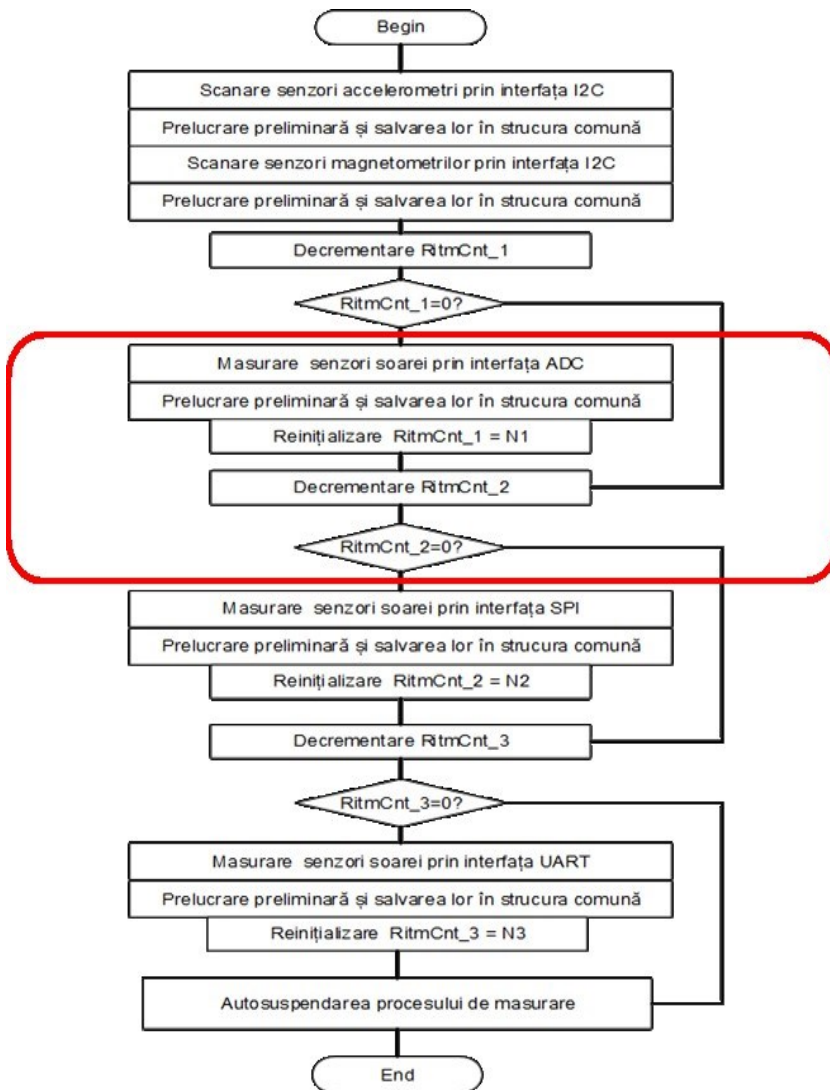 Begin
Scanare senzori accelerometri prin interfața I2C
Prelucrare preliminară și salvarea lor în strucura comună
Scanare senzori magnetometrilor prin interfața I2C
Prelucrare preliminară și salvarea lor în strucura comună
Decrementare RitmCnt_1
RitmCnt_1=0?
Masurare senzori soarei prin interfața ADC
Prelucrare preliminară și salvarea lor în strucura comună
Reinițializare RitmCnt_1 = N1
Decrementare RitmCnt_2
RitmCnt_2=0?
Masurare senzori soarei prin interfața SPI
Prelucrare preliminară și salvarea lor în strucura comună
Reinițializare RitmCnt_2 = N2
Decrementare RitmCnt_3
RitmCnt_3=0?
Masurare senzori soarei prin interfața UART
Prelucrare preliminară și salvarea lor în strucura comună
Reinițializare RitmCnt_3 = N3
Autosuspendarea procesului de masurare
End